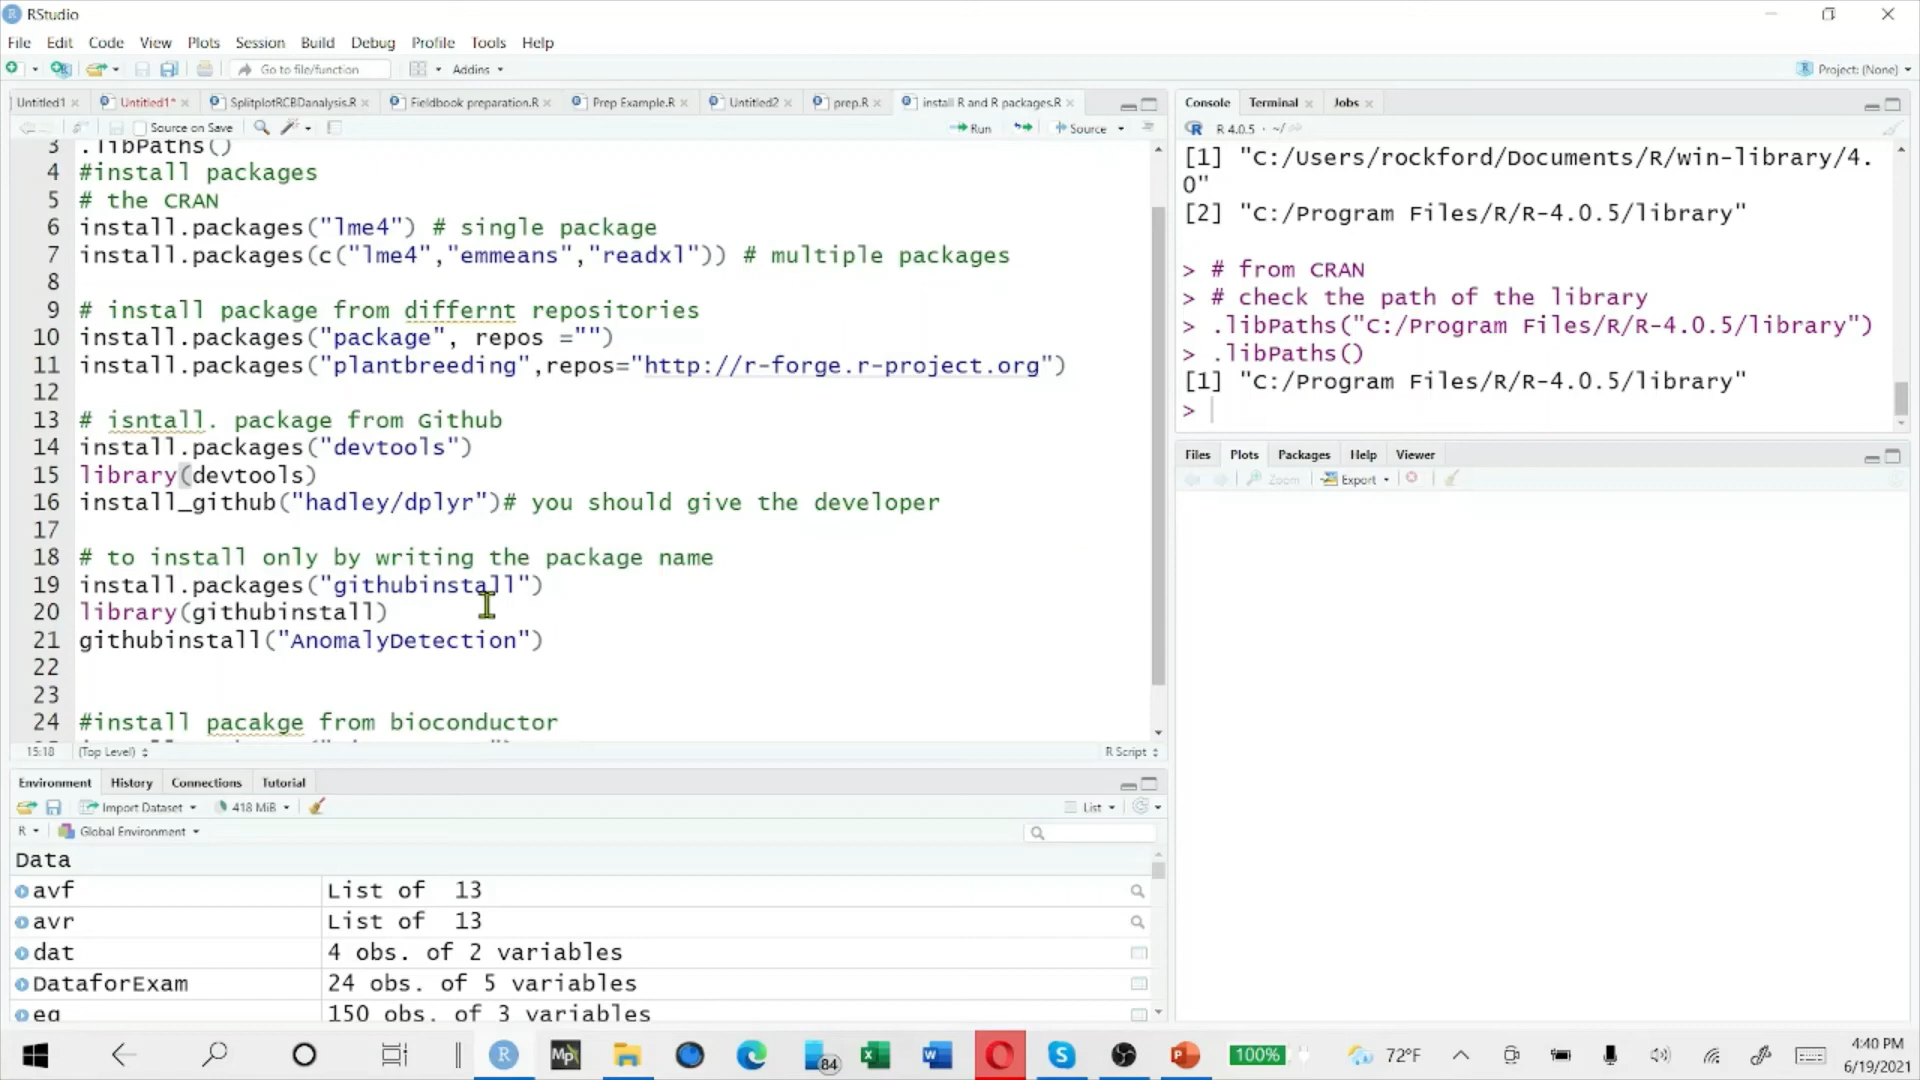 RStudio
File Edit Code View Plots Session Build Debug Profile Tools Help
Go to file/function Addins Project: (None)
Untitled1 Untitled1* SplitplotRCBDanalysis.R Fieldbook preparation.R Prep Example.R Untitled2 prep.R install R and R packages.R
Source on Save Run Source
3 .libPaths()
4 #install packages
5 # the CRAN
6 install.packages("lme4") # single package
7 install.packages(c("lme4","emmeans","readxl")) # multiple packages
8
9 # install package from differnt repositories
10 install.packages("package", repos ="")
11 install.packages("plantbreeding",repos="http://r-forge.r-project.org")
12
13 # isntall. package from Github
14 install.packages("devtools")
15 library(devtools)
16 install_github("hadley/dplyr")# you should give the developer
17
18 # to install only by writing the package name
19 install.packages("githubinstall")
20 library(githubinstall)
21 githubinstall("AnomalyDetection")
22
23
24 #install pacakge from bioconductor
15:18 (Top Level) R Script
Environment History Connections Tutorial
Import Dataset 418 MiB List
R Global Environment
Data
avf List of 13
avr List of 13
dat 4 obs. of 2 variables
DataforExam 24 obs. of 5 variables
eg 150 obs. of 3 variables
Console Terminal Jobs
R 4.0.5 · ~/
[1] "C:/Users/rockford/Documents/R/win-library/4.
0"
[2] "C:/Program Files/R/R-4.0.5/library"
> # from CRAN
> # check the path of the library
> .libPaths("C:/Program Files/R/R-4.0.5/library")
> .libPaths()
[1] "C:/Program Files/R/R-4.0.5/library"
>
Files Plots Packages Help Viewer
Zoom Export
84 100% 72°F 4:40 PM
6/19/2021